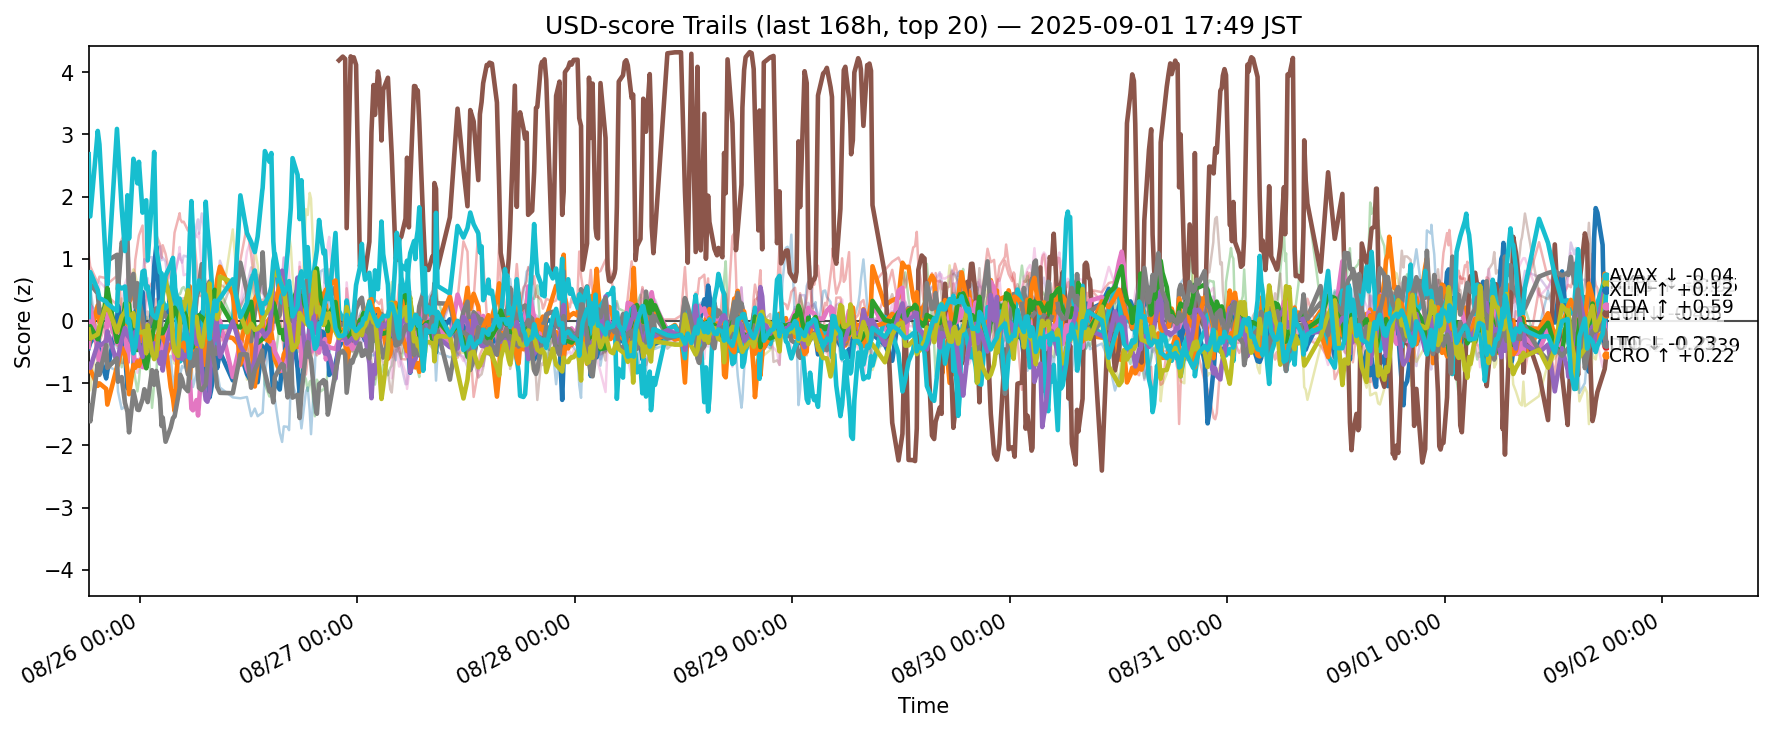 USD-score Trails (last 168h, top 20) — 2025-09-01 17:49 JST
Score (z)
4
3
2
1
0
−1
−2
−3
−4
AVAX ↓ -0.04
XLM ↑ +0.12
ADA ↑ +0.59
CRO ↑ +0.22
08/26 00:00
08/27 00:00
08/28 00:00
08/29 00:00
08/30 00:00
08/31 00:00
09/01 00:00
09/02 00:00
Time